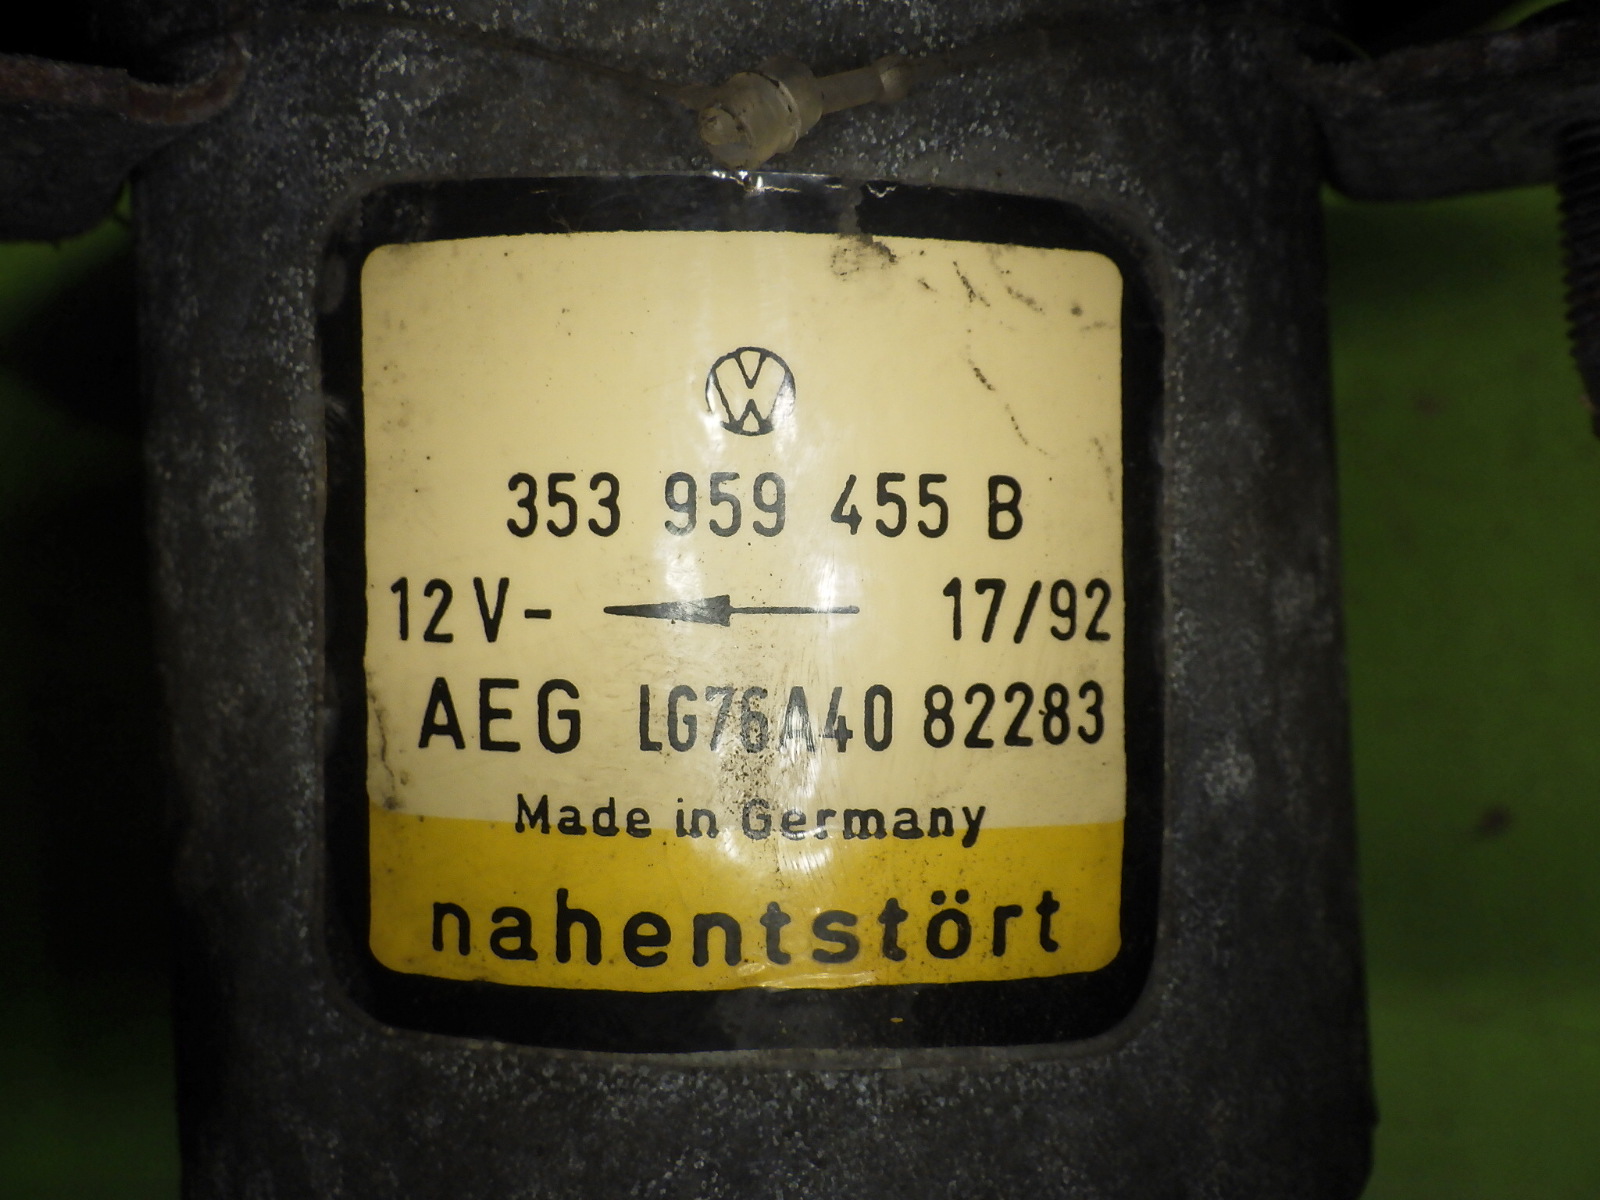 353 959 455 B
12V- 17/92
AEG LG76A40 82283
Made in Germany
nahentstört